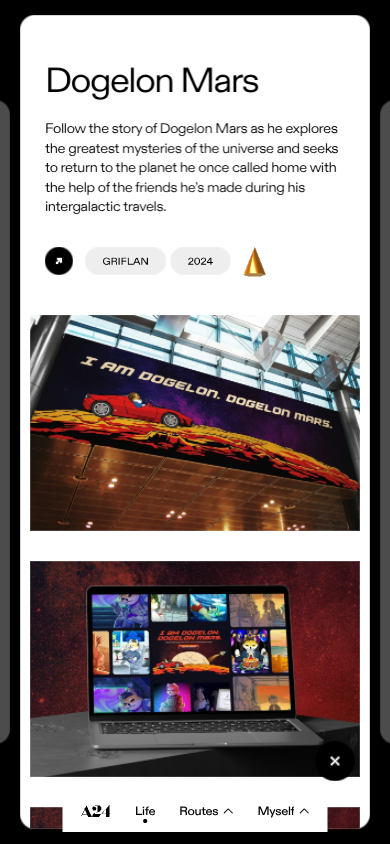 Dogelon Mars
Follow the story of Dogelon Mars as he explores
the greatest mysteries of the universe and seeks
to return to the planet he once called home with
the help of the friends he's made during his
intergalactic travels.
GRIFLAN
2024
I AM DOGELON. DOGELON MARS.
I AM DOGELON.
DOGELON MARS.
A24
Life
Routes
Myself